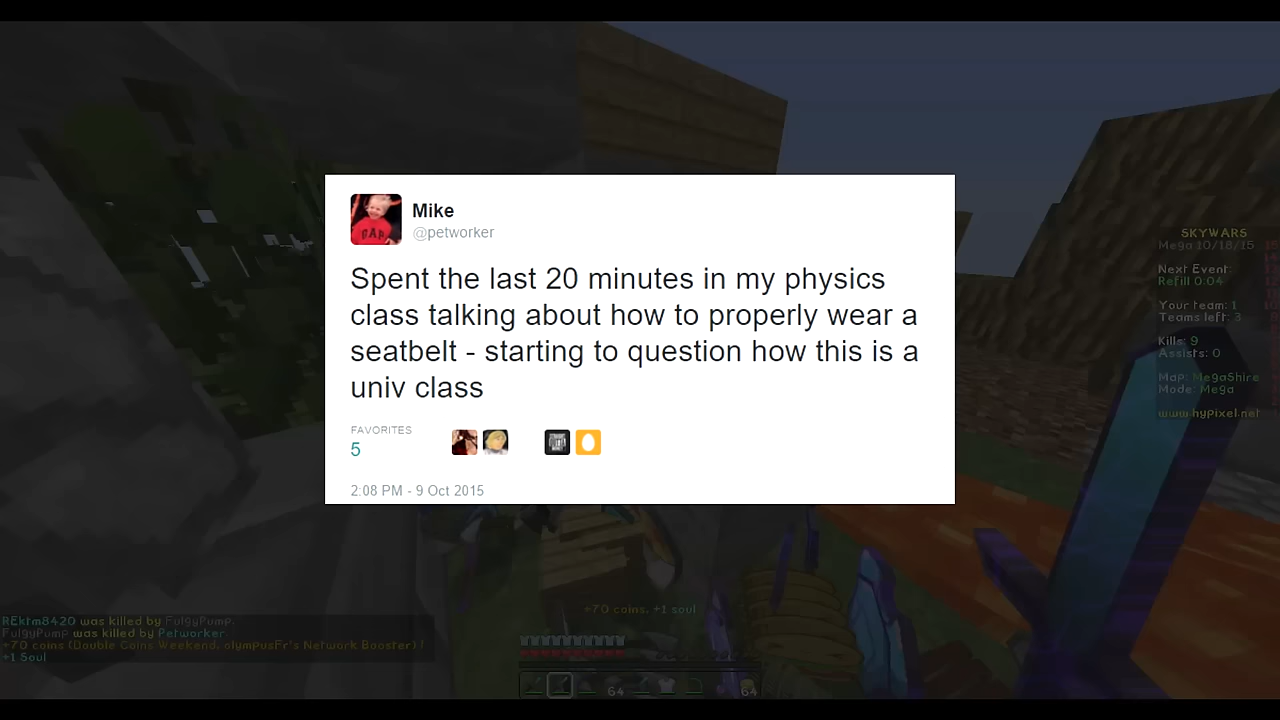 Mike
@petworker
Spent the last 20 minutes in my physics
class talking about how to properly wear a
seatbelt - starting to question how this is a
univ class
FAVORITES
5
2:08 PM - 9 Oct 2015
GAP
SKYWARS
Mega 10/18/15
Next Event:
Refill 0:04
Your team: 1
Teams left: 3
Kills: 9
Assists: 0
Map: MegaShire
Mode: Mega
www.hypixel.net
+70 coins, +1 soul
REktm8420 was killed by FulgyPump.
FulgyPump was killed by Petworker.
+70 coins (Double Coins Weekend, olympusFr's Network Booster) !
+1 Soul
64
64